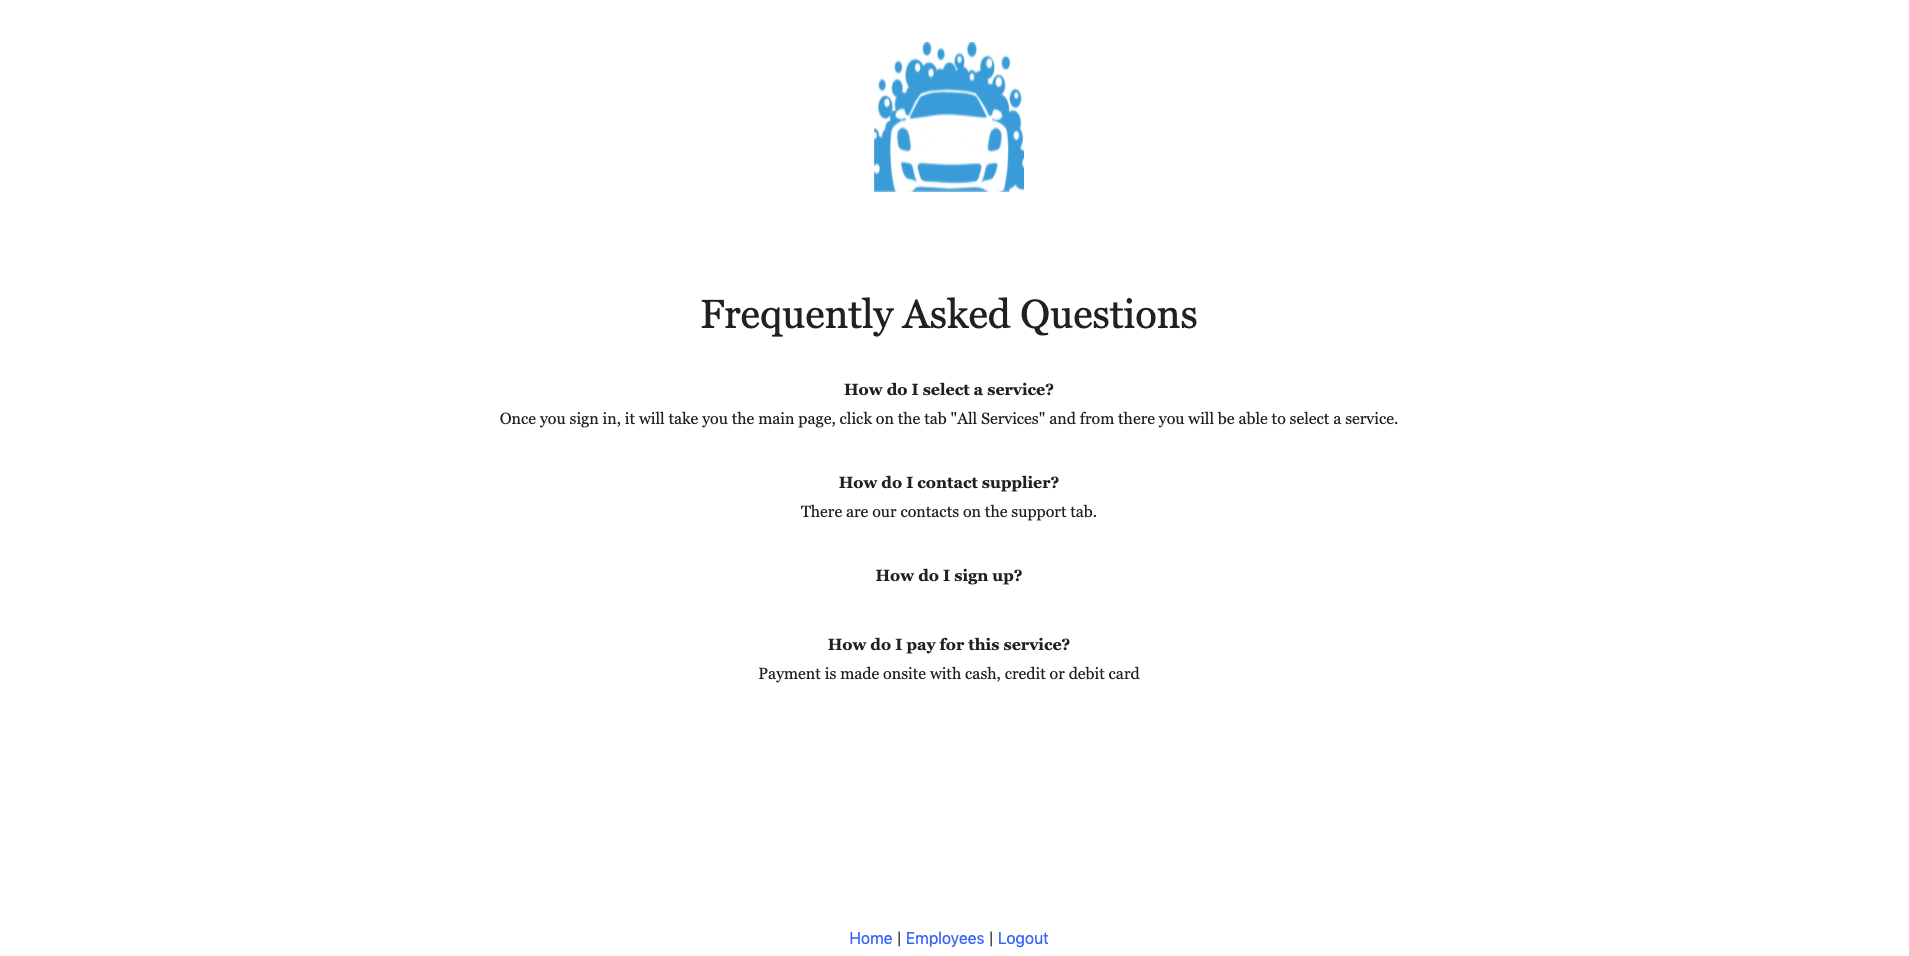 Frequently Asked Questions
How do I select a service?
Once you sign in, it will take you the main page, click on the tab "All Services" and from there you will be able to select a service.
How do I contact supplier?
There are our contacts on the support tab.
How do I sign up?
How do I pay for this service?
Payment is made onsite with cash, credit or debit card
Home | Employees | Logout